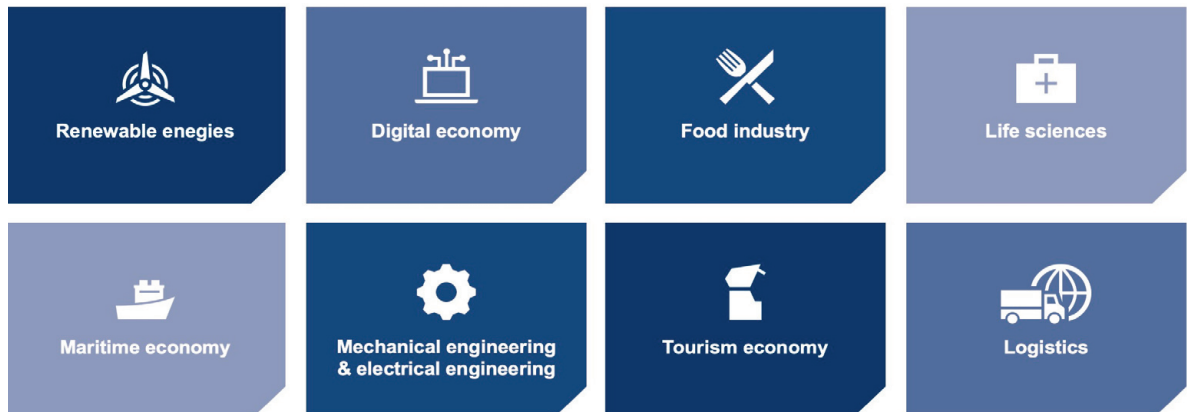 Renewable enegies
Digital economy
Food industry
Life sciences
Maritime economy
Mechanical engineering
& electrical engineering
Tourism economy
Logistics